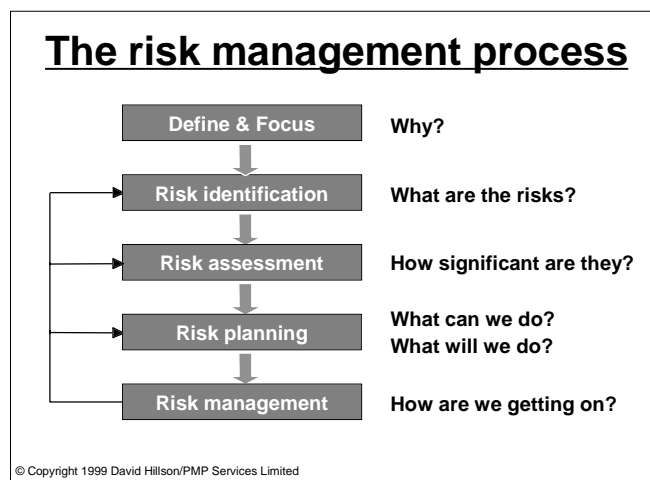 The risk management process
Define & Focus
Why?
Risk identification
What are the risks?
Risk assessment
How significant are they?
Risk planning
What can we do?
What will we do?
Risk management
How are we getting on?
© Copyright 1999 David Hillson/PMP Services Limited